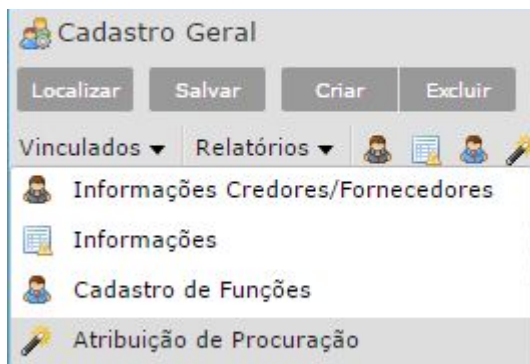 Cadastro Geral
Localizar Salvar Criar Excluir
Vinculados Relatórios
Informações Credores/Fornecedores
Informações
Cadastro de Funções
Atribuição de Procuração